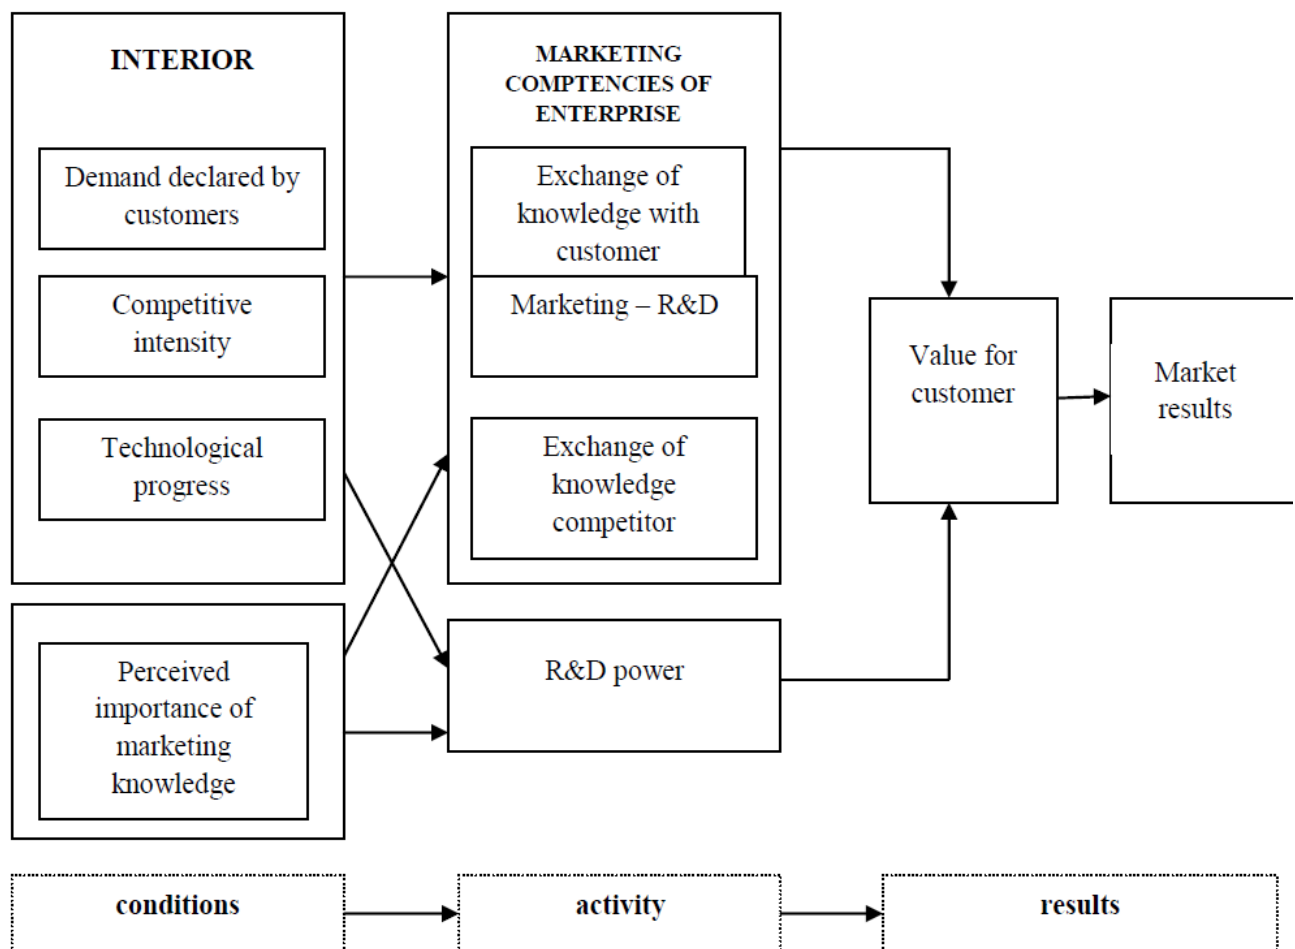 INTERIOR
Demand declared by
customers
Competitive
intensity
Technological
progress
Perceived
importance of
marketing
knowledge
MARKETING
COMPTENCIES OF
ENTERPRISE
Exchange of
knowledge with
customer
Marketing – R&D
Exchange of
knowledge
competitor
R&D power
Value for
customer
Market
results
conditions
activity
results